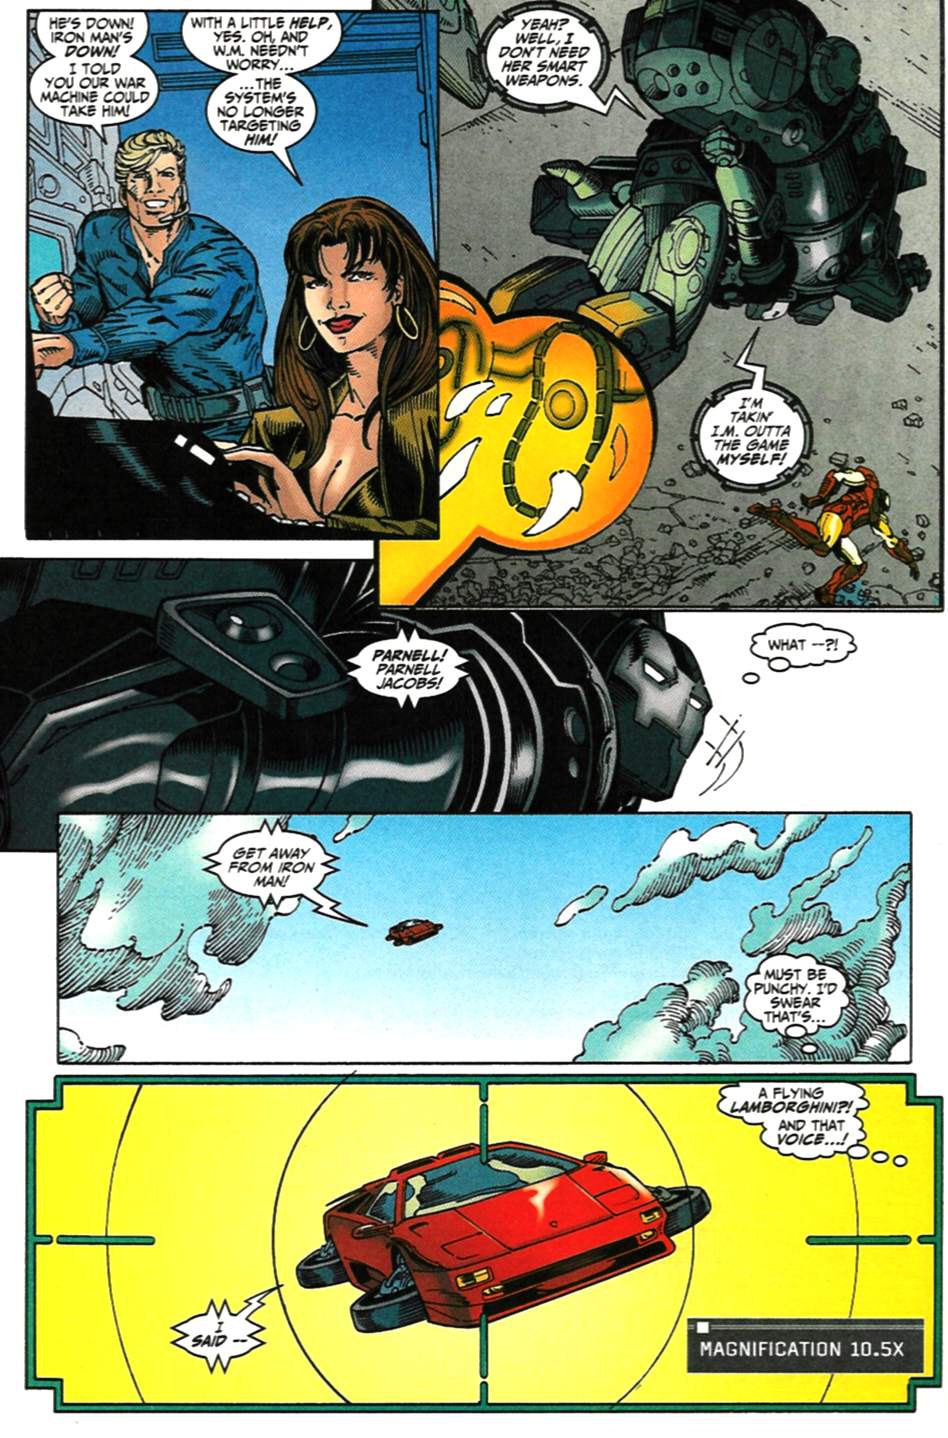 HE'S DOWN!
IRON MAN'S
DOWN!
I TOLD
YOU OUR WAR
MACHINE COULD
TAKE HIM!
WITH A LITTLE HELP,
YES. OH, AND
W.M. NEEDN'T
WORRY...
...THE
SYSTEM'S
NO LONGER
TARGETING
HIM!
YEAH?
WELL, I
DON'T NEED
HER SMART
WEAPONS.
I'M
TAKIN'
I.M. OUTTA
THE GAME
MYSELF!
PARNELL!
PARNELL
JACOBS!
WHAT --?!
GET AWAY
FROM IRON
MAN!
MUST BE
PUNCHY. I'D
SWEAR
THAT'S...
A FLYING
LAMBORGHINI?!
AND THAT
VOICE...!
I
SAID --
MAGNIFICATION 10.5X